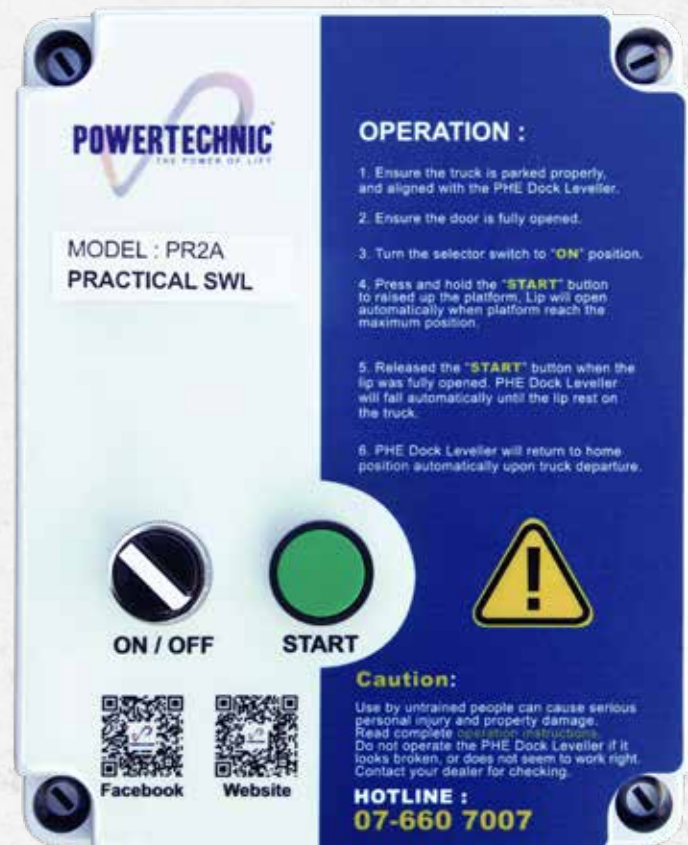 POWERTECHNIC
THE POWER OF LIFT
MODEL : PR2A
PRACTICAL SWL
ON / OFF
START
Facebook
Website
OPERATION :
1. Ensure the truck is parked properly,
and aligned with the PHE Dock Leveller.
2. Ensure the door is fully opened.
3. Turn the selector switch to "ON" position.
4. Press and hold the "START" button
to raised up the platform. Lip will open
automatically when platform reach the
maximum position.
5. Released the "START" button when the
lip was fully opened. PHE Dock Leveller
will fall automatically until the lip rest on
the truck.
6. PHE Dock Leveller will return to home
position automatically upon truck departure.
Caution:
Use by untrained people can cause serious
personal injury and property damage.
Read complete operation instructions.
Do not operate the PHE Dock Leveller if it
looks broken, or does not seem to work right.
Contact your dealer for checking.
HOTLINE :
07-660 7007